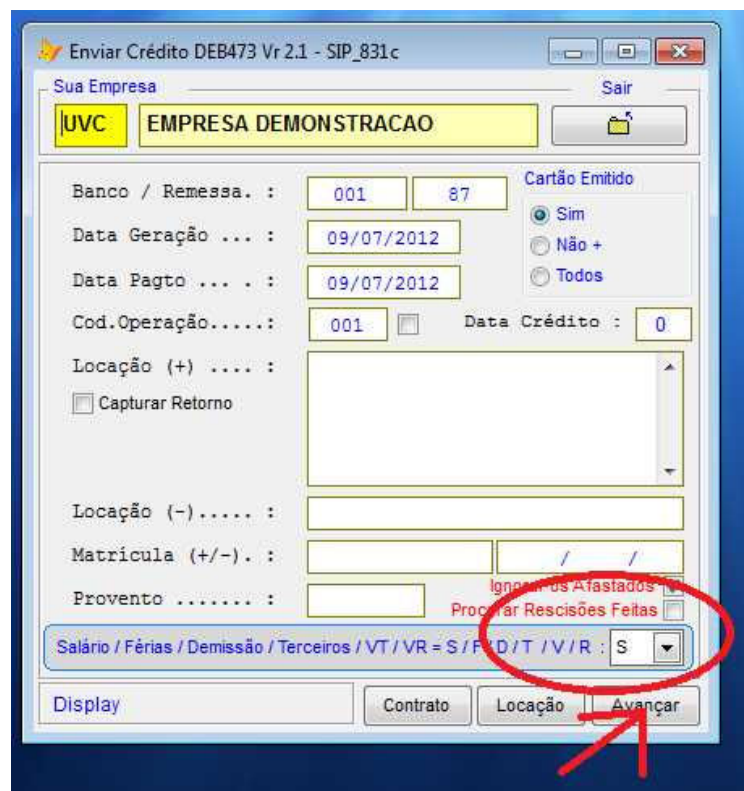 Enviar Crédito DEB473 Vr 2.1 - SIP_831c
Sua Empresa Sair
UVC EMPRESA DEMONSTRACAO
Banco / Remessa. : 001 87 Cartão Emitido
Sim
Data Geração ... : 09/07/2012 Não +
Data Pagto ... . : 09/07/2012 Todos
Cod.Operação.....: 001 Data Crédito : 0
Locação (+) .... :
Capturar Retorno
Locação (-)..... :
Matrícula (+/-). : / /
Ignorar os Afastados
Provento ....... : Procurar Rescisões Feitas
Salário / Férias / Demissão / Terceiros / VT / VR = S / F / D / T / V / R : S
Display Contrato Locação Avançar